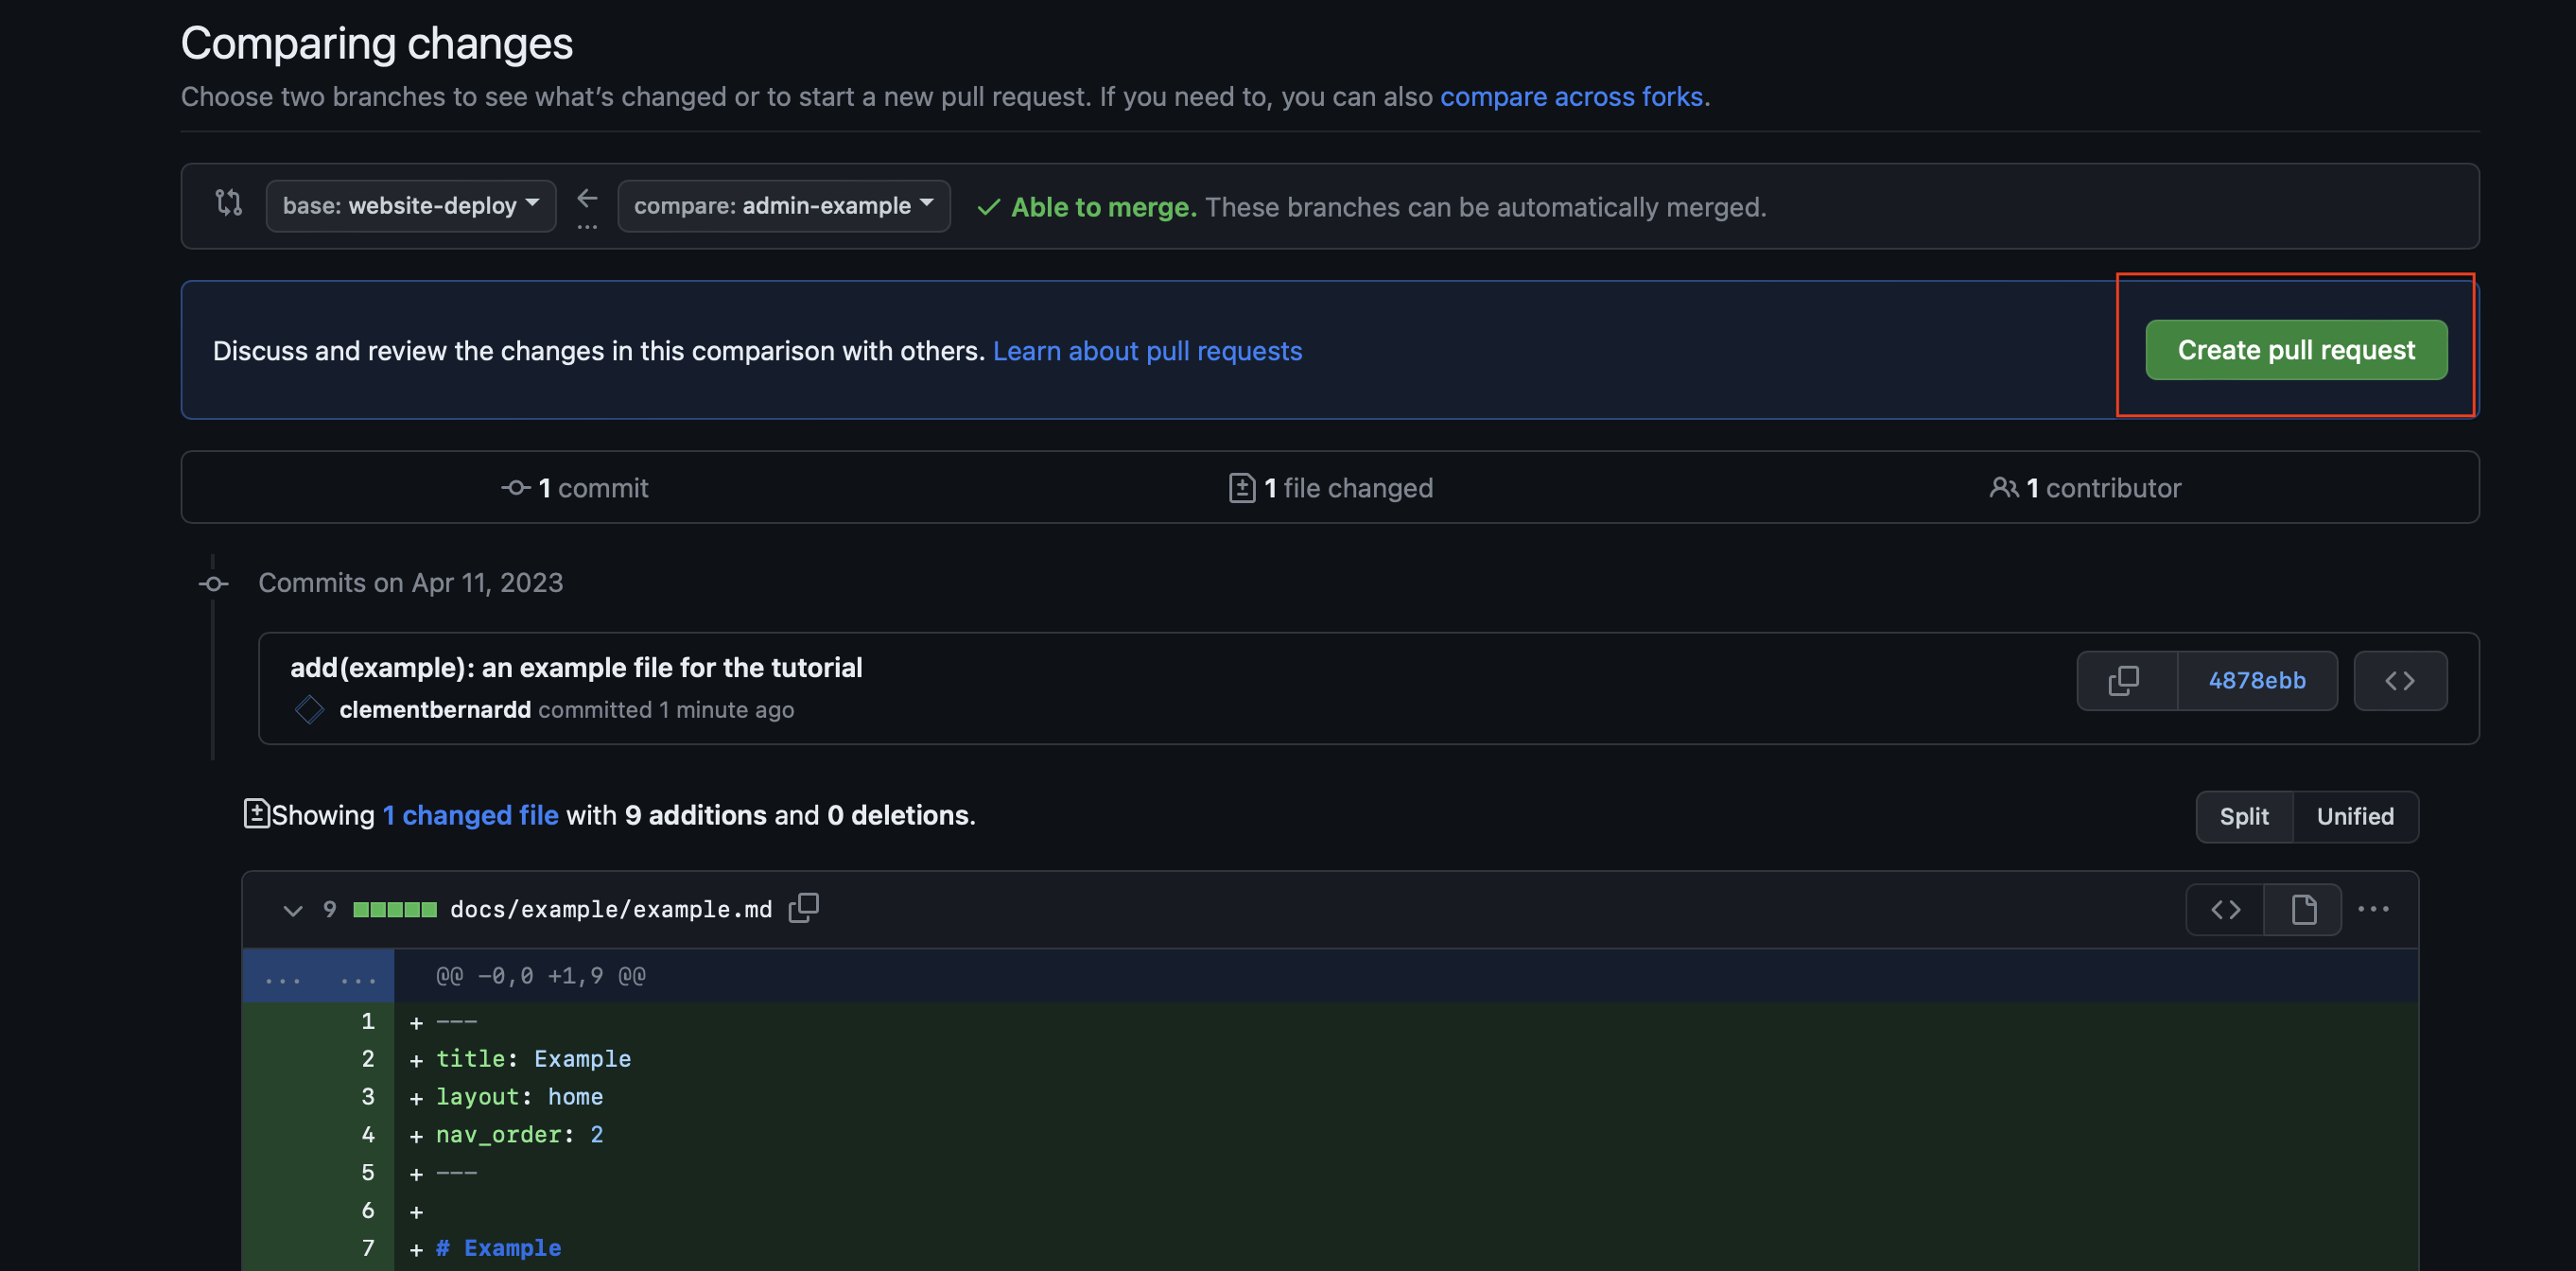 Comparing changes
Choose two branches to see what’s changed or to start a new pull request. If you need to, you can also compare across forks.
base: website-deploy ... compare: admin-example Able to merge. These branches can be automatically merged.
Discuss and review the changes in this comparison with others. Learn about pull requests Create pull request
1 commit 1 file changed 1 contributor
Commits on Apr 11, 2023
add(example): an example file for the tutorial
clementbernardd committed 1 minute ago 4878ebb
Showing 1 changed file with 9 additions and 0 deletions. Split Unified
9 docs/example/example.md
... ... @@ -0,0 +1,9 @@
1 + ---
2 + title: Example
3 + layout: home
4 + nav_order: 2
5 + ---
6 +
7 + # Example